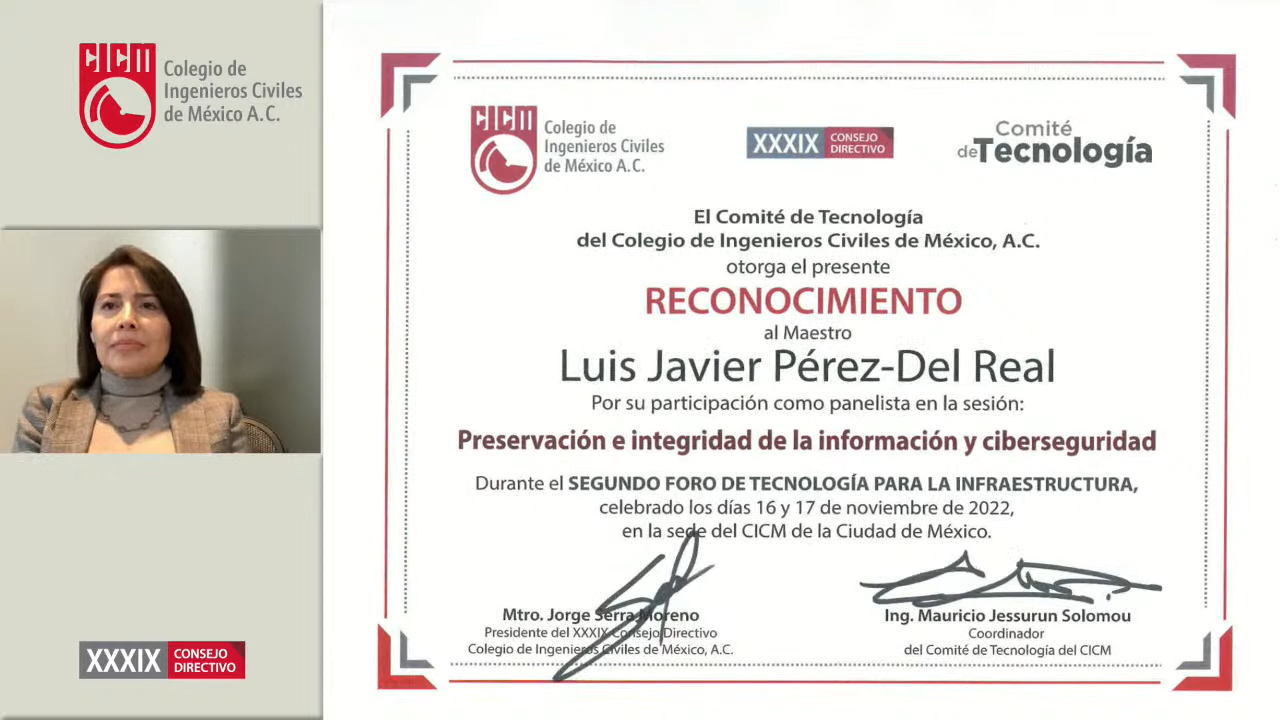 CICM
Colegio de
Ingenieros Civiles
de México A.C.
XXXIX CONSEJO
DIRECTIVO
CICM
Colegio de
Ingenieros Civiles
de México A.C.
XXXIX CONSEJO
DIRECTIVO
Comité
de Tecnología
El Comité de Tecnología
del Colegio de Ingenieros Civiles de México, A.C.
otorga el presente
RECONOCIMIENTO
al Maestro
Luis Javier Pérez-Del Real
Por su participación como panelista en la sesión:
Preservación e integridad de la información y ciberseguridad
Durante el SEGUNDO FORO DE TECNOLOGÍA PARA LA INFRAESTRUCTURA,
celebrado los días 16 y 17 de noviembre de 2022,
en la sede del CICM de la Ciudad de México.
Mtro. Jorge Serra Moreno
Presidente del XXXIX Consejo Directivo
Colegio de Ingenieros Civiles de México, A.C.
Ing. Mauricio Jessurun Solomou
Coordinador
del Comité de Tecnología del CICM